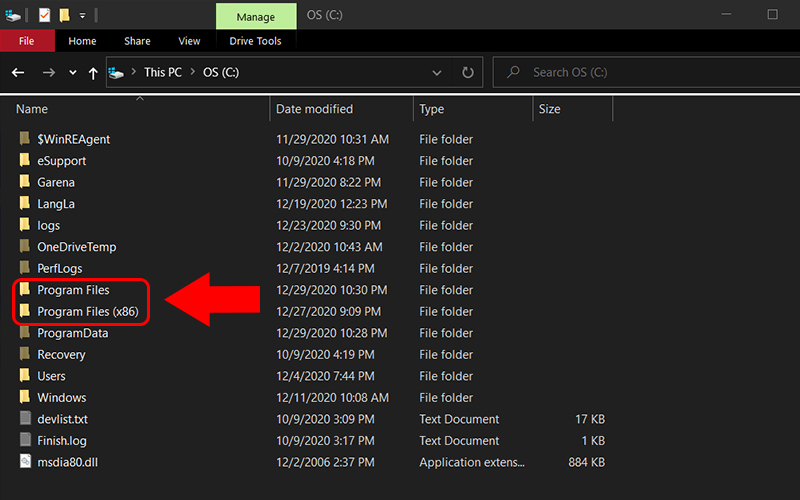 Manage OS (C:)
File Home Share View Drive Tools
This PC OS (C:) Search OS (C:)
Name Date modified Type Size
$WinREAgent 11/29/2020 10:31 AM File folder
eSupport 10/9/2020 4:18 PM File folder
Garena 11/29/2020 8:22 PM File folder
LangLa 12/19/2020 12:23 PM File folder
logs 12/23/2020 9:30 PM File folder
OneDriveTemp 12/2/2020 10:43 AM File folder
PerfLogs 12/7/2019 4:14 PM File folder
Program Files 12/29/2020 10:30 PM File folder
Program Files (x86) 12/27/2020 9:09 PM File folder
ProgramData 12/29/2020 10:28 PM File folder
Recovery 10/9/2020 4:19 PM File folder
Users 12/4/2020 7:44 PM File folder
Windows 12/11/2020 10:08 AM File folder
devlist.txt 10/9/2020 3:09 PM Text Document 17 KB
Finish.log 10/9/2020 3:17 PM Text Document 1 KB
msdia80.dll 12/2/2006 2:37 PM Application extens... 884 KB